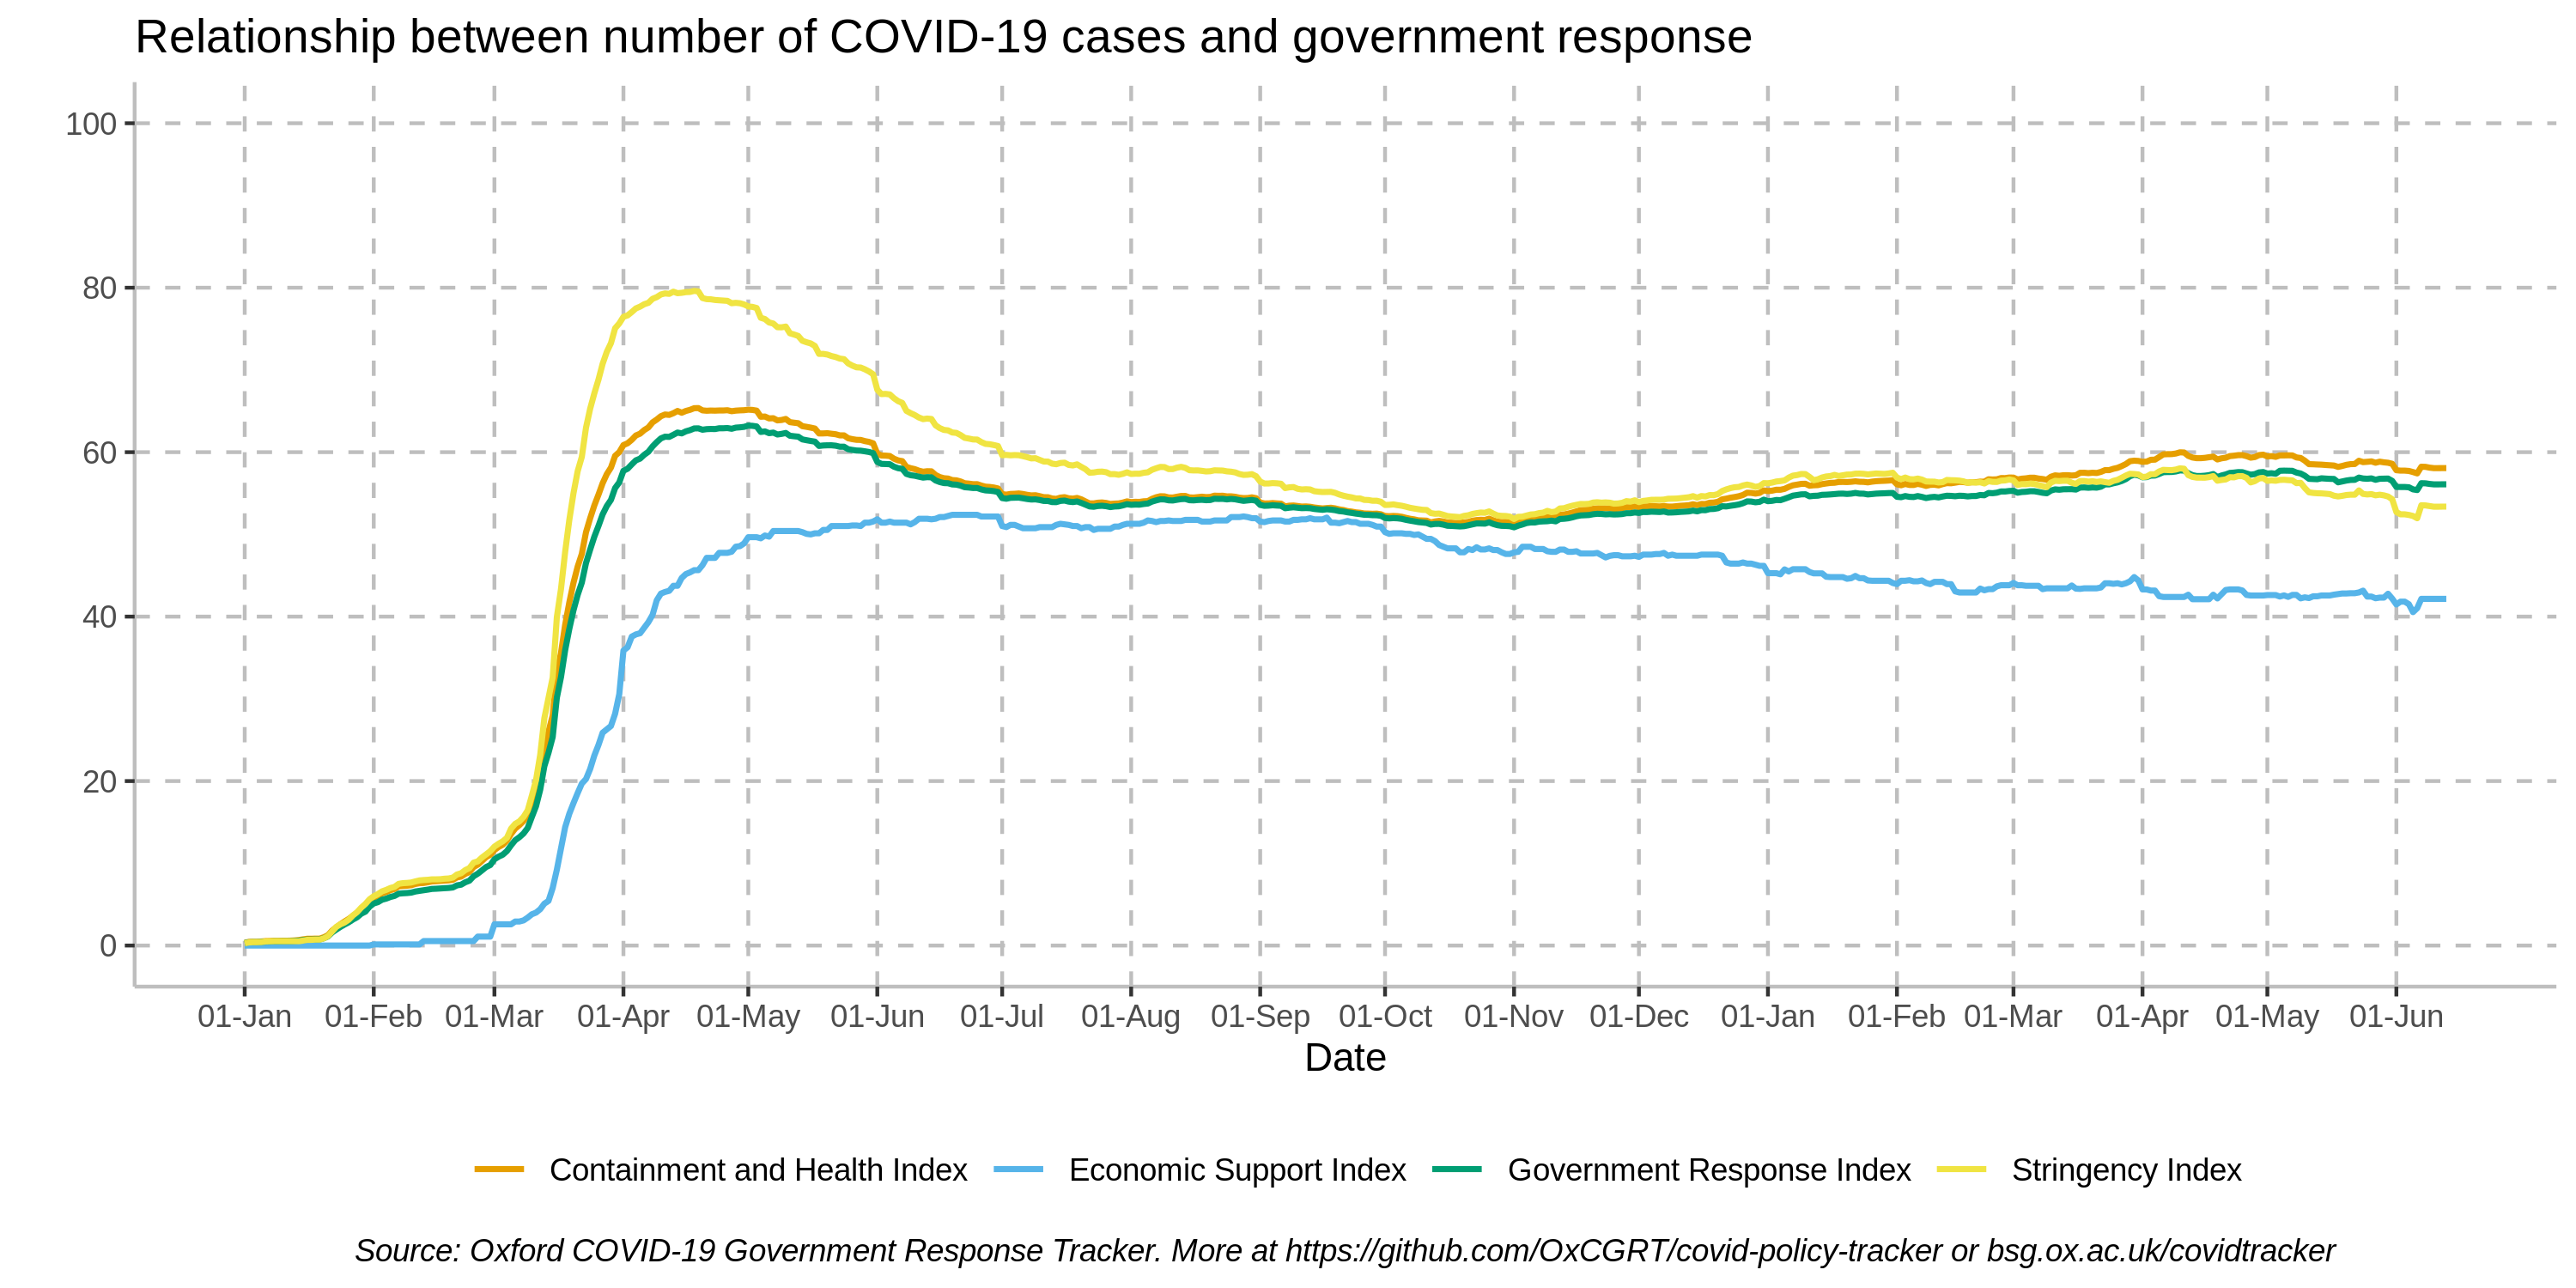 Relationship between number of COVID-19 cases and government response
100
80
60
40
20
0
01-Jan 01-Feb 01-Mar 01-Apr 01-May 01-Jun 01-Jul 01-Aug 01-Sep 01-Oct 01-Nov 01-Dec 01-Jan 01-Feb 01-Mar 01-Apr 01-May 01-Jun
Date
Containment and Health Index Economic Support Index Government Response Index Stringency Index
Source: Oxford COVID-19 Government Response Tracker. More at https://github.com/OxCGRT/covid-policy-tracker or bsg.ox.ac.uk/covidtracker